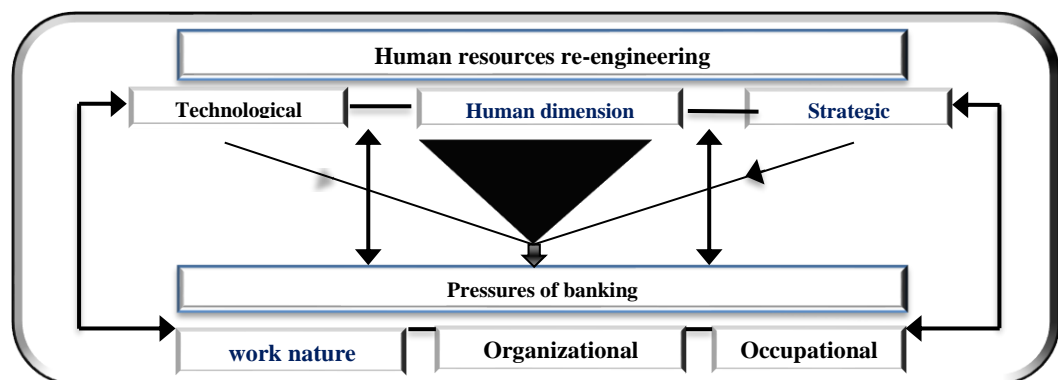 Human resources re-engineering
Technological
Human dimension
Strategic
Pressures of banking
work nature
Organizational
Occupational